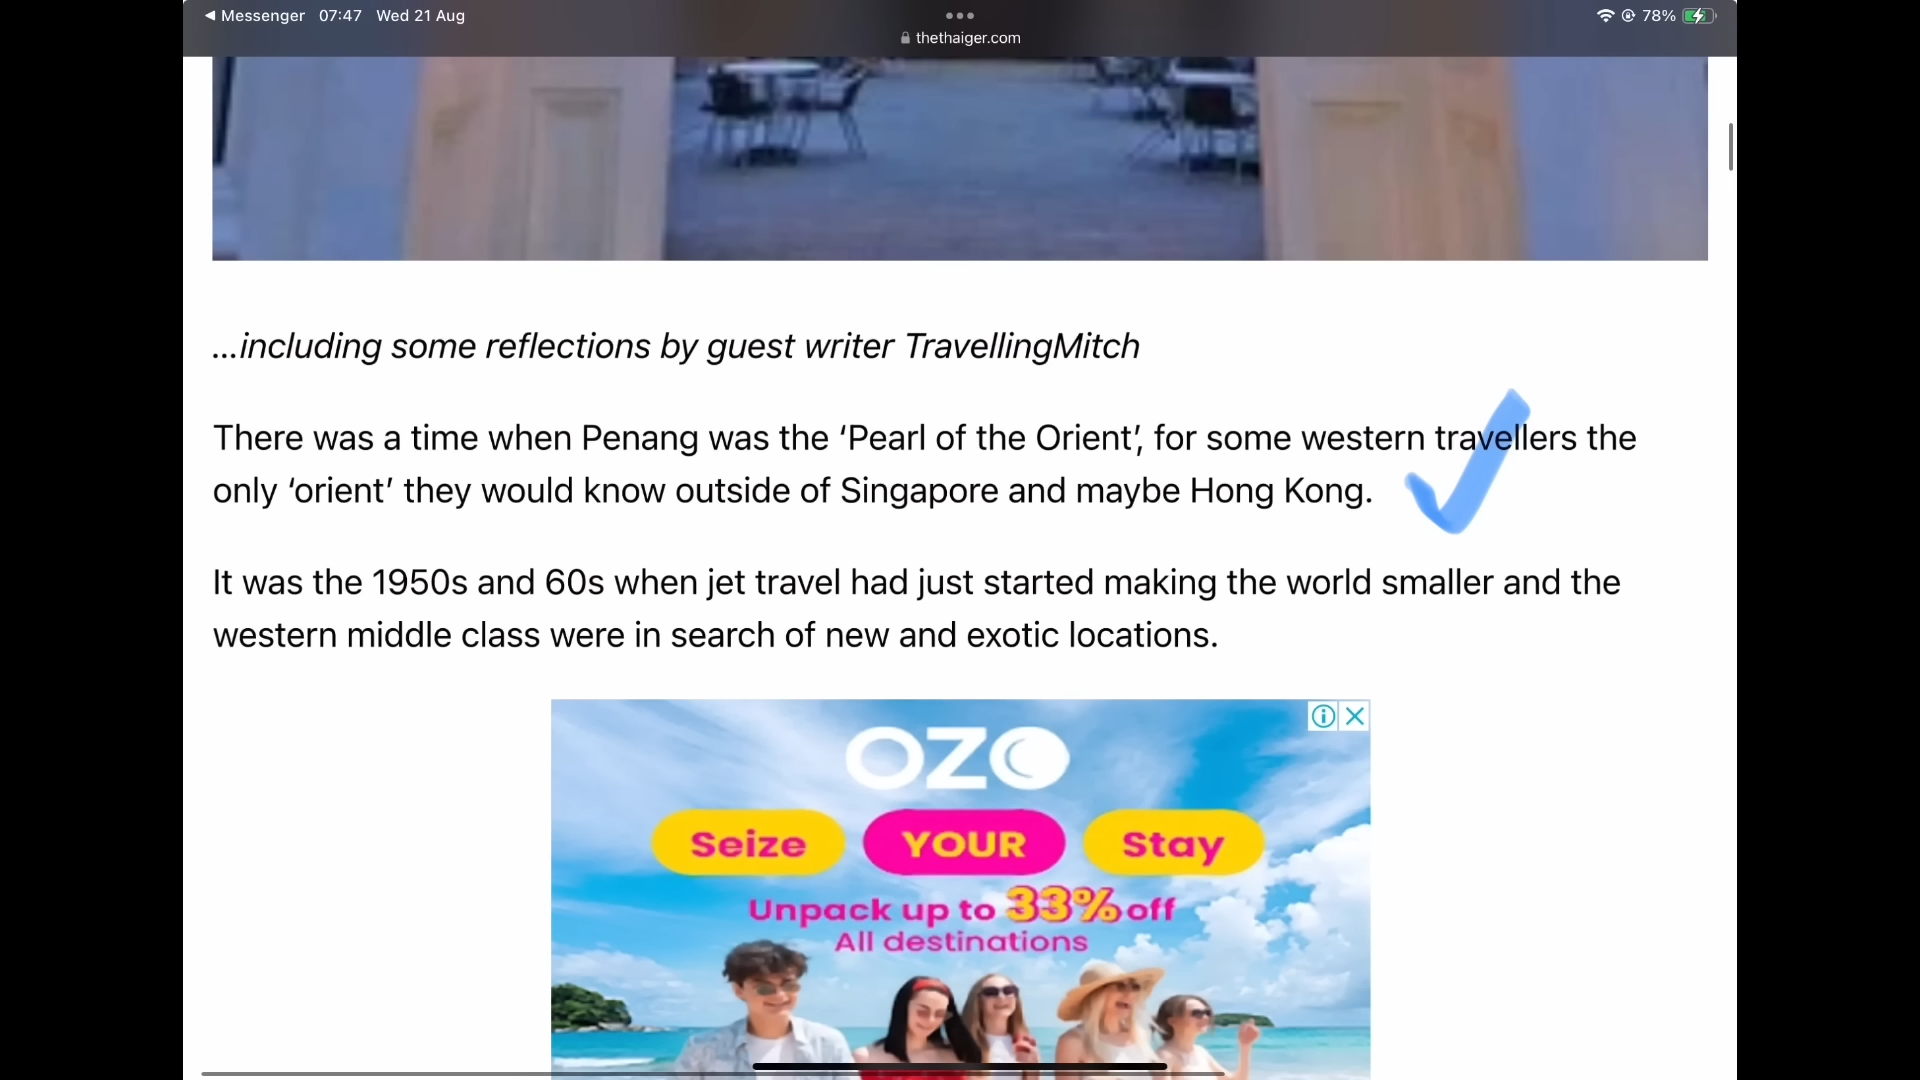 ◀ Messenger 07:47 Wed 21 Aug
78%
thethaiger.com
...including some reflections by guest writer TravellingMitch
There was a time when Penang was the ‘Pearl of the Orient’, for some western travellers the
only ‘orient’ they would know outside of Singapore and maybe Hong Kong.
It was the 1950s and 60s when jet travel had just started making the world smaller and the
western middle class were in search of new and exotic locations.
OZO
Seize YOUR Stay
Unpack up to 33% off
All destinations